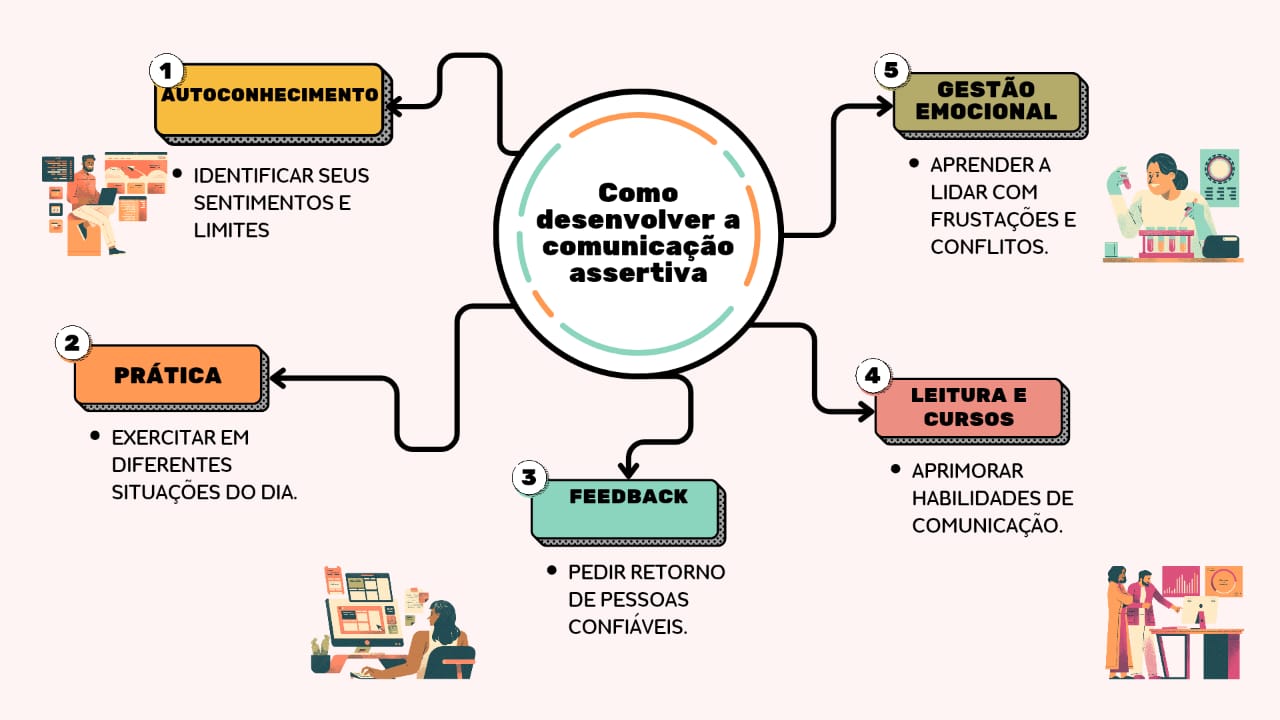 Como
desenvolver a
comunicação
assertiva
1
AUTOCONHECIMENTO
• IDENTIFICAR SEUS
SENTIMENTOS E
LIMITES
2
PRÁTICA
• EXERCITAR EM
DIFERENTES
SITUAÇÕES DO DIA.
3
FEEDBACK
• PEDIR RETORNO
DE PESSOAS
CONFIÁVEIS.
4
LEITURA E
CURSOS
• APRIMORAR
HABILIDADES DE
COMUNICAÇÃO.
5
GESTÃO
EMOCIONAL
• APRENDER A
LIDAR COM
FRUSTAÇÕES E
CONFLITOS.